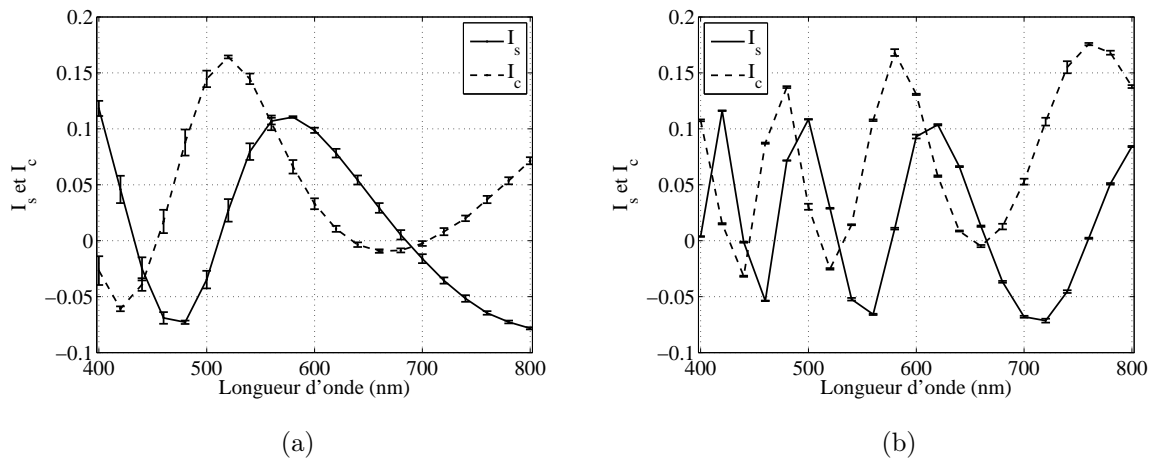 0.2
0.15
0.1
0.05
0
−0.05
−0.1
I_s et I_c
400 500 600 700 800
Longueur d'onde (nm)
I_s
I_c
(a)
0.2
0.15
0.1
0.05
0
−0.05
−0.1
I_s et I_c
400 500 600 700 800
Longueur d'onde (nm)
I_s
I_c
(b)